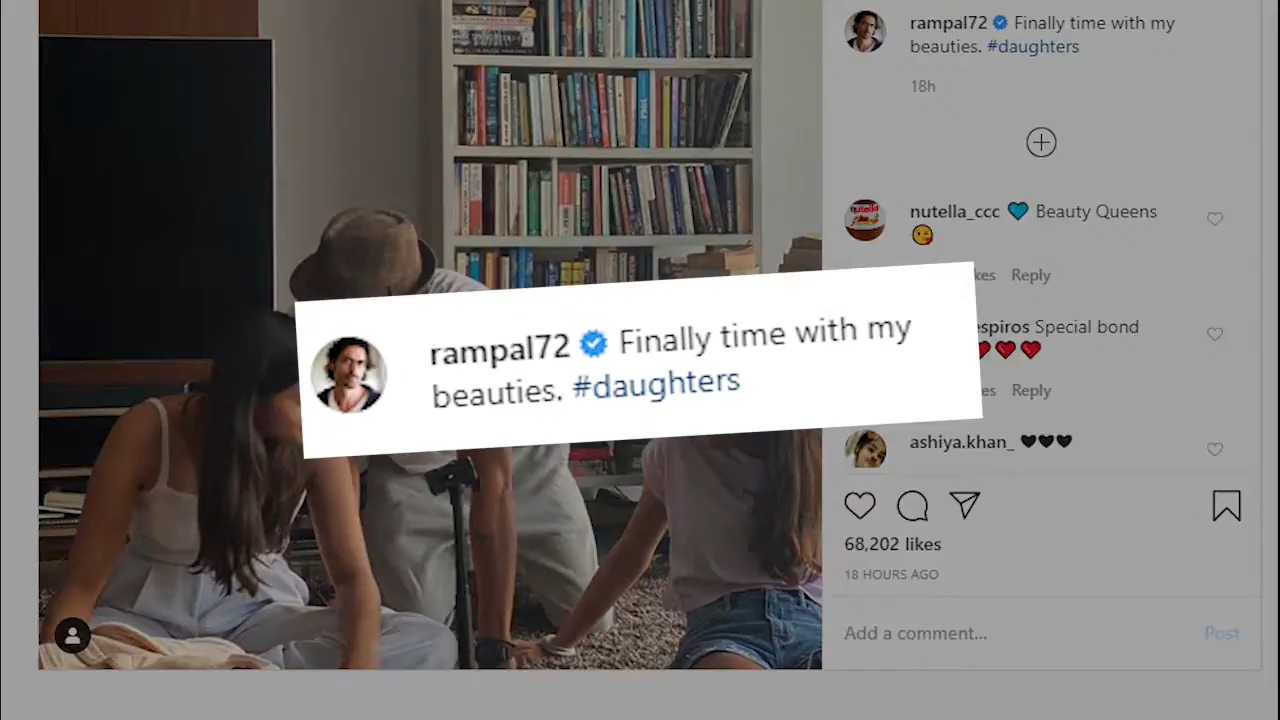 rampal72 Finally time with my
beauties. #daughters
18h
nutella_ccc 💙 Beauty Queens
😘
kes Reply
rampal72 Finally time with my
beauties. #daughters
espiros Special bond
❤❤❤
es Reply
ashiya.khan_ 🖤🖤🖤
68,202 likes
18 HOURS AGO
Add a comment...
Post